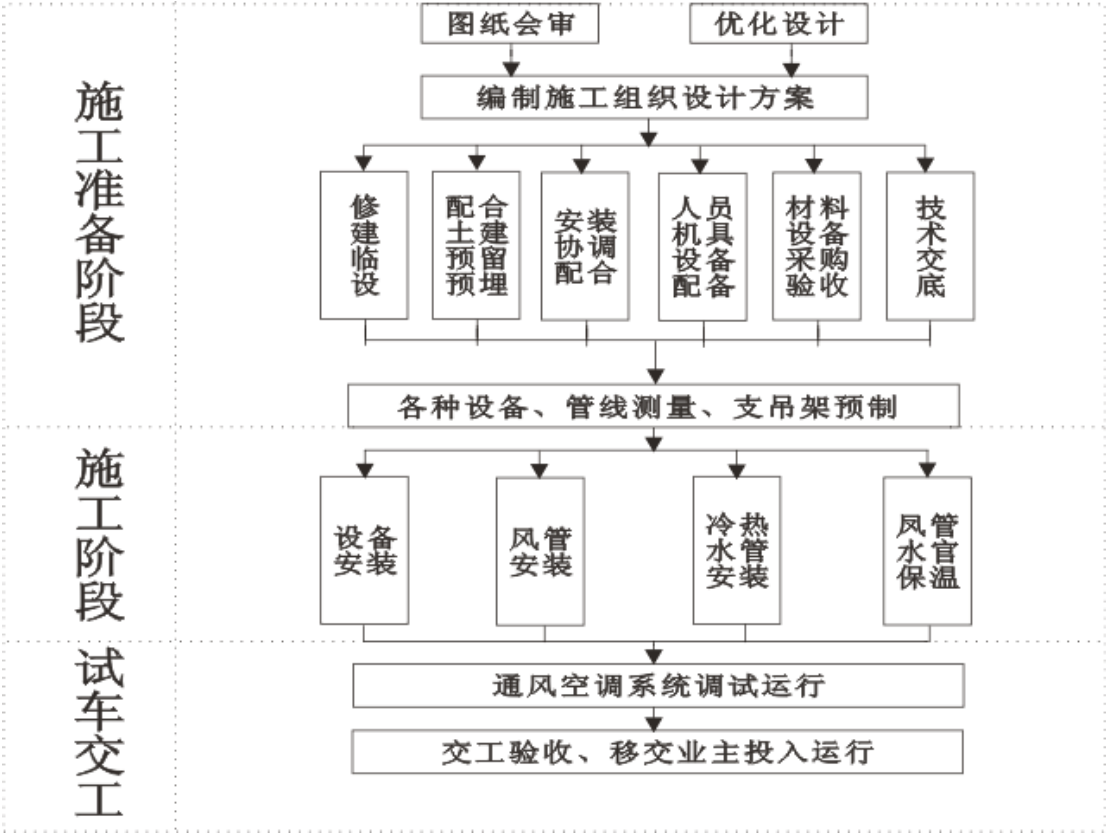 施工准备阶段
图纸会审
优化设计
编制施工组织设计方案
修建临设
配合
土建
预留
预埋
安装
协调
配合
人员
机具
设备
配备
材料
设备
采购
验收
技术交底
各种设备、管线测量、支吊架预制
施工阶段
设备
安装
风管
安装
冷热
水管
安装
风管
水官
保温
试车交工
通风空调系统调试运行
交工验收、移交业主投入运行